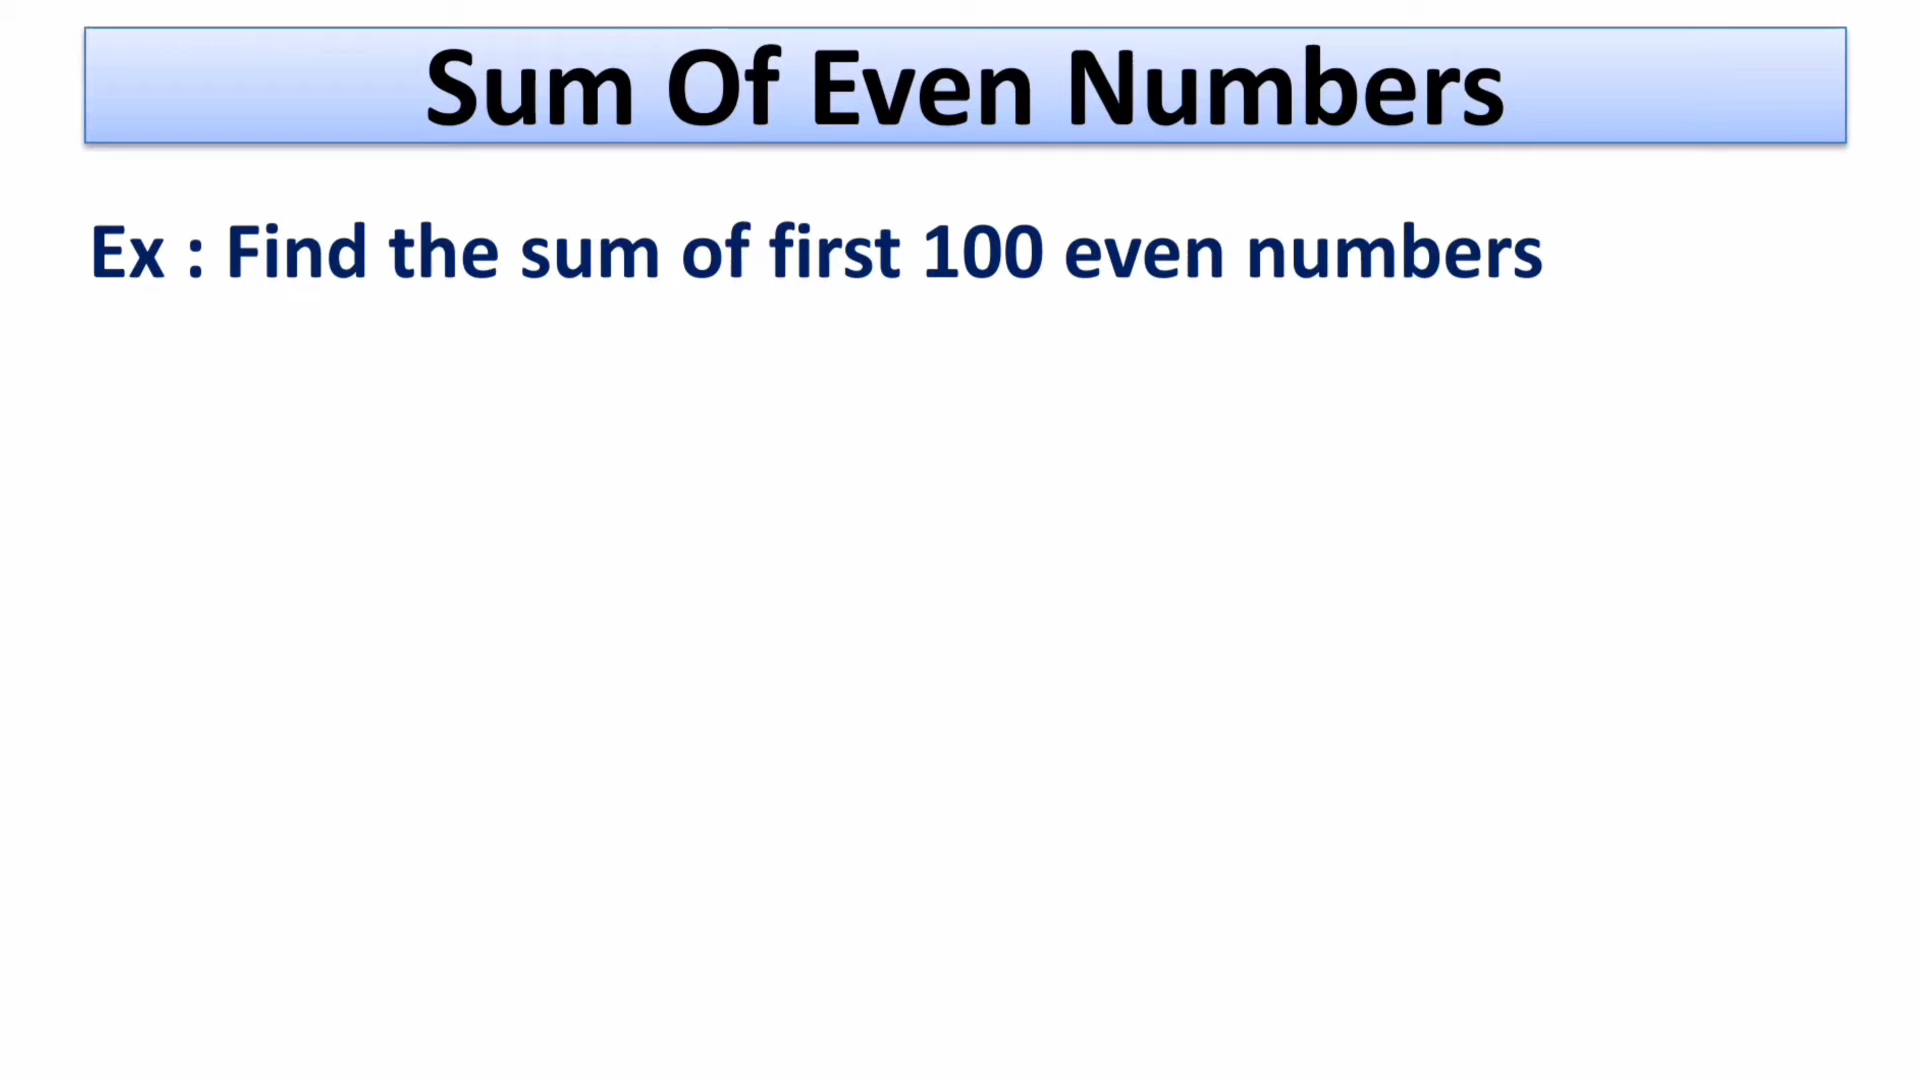 Sum Of Even Numbers
Ex : Find the sum of first 100 even numbers